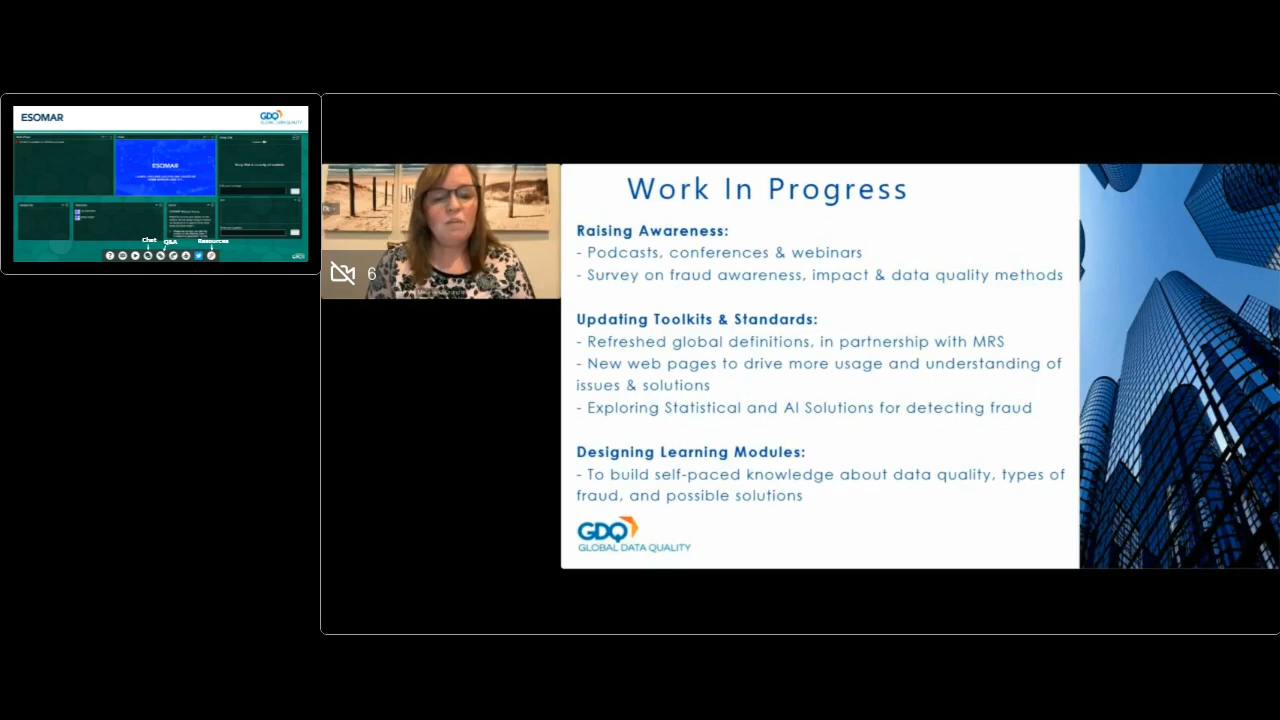 ESOMAR
GDQ
GLOBAL DATA QUALITY
ESOMAR
Chat
Q&A
Resources
6
Work In Progress
Raising Awareness:
- Podcasts, conferences & webinars
- Survey on fraud awareness, impact & data quality methods
Updating Toolkits & Standards:
- Refreshed global definitions, in partnership with MRS
- New web pages to drive more usage and understanding of
issues & solutions
- Exploring Statistical and AI Solutions for detecting fraud
Designing Learning Modules:
- To build self-paced knowledge about data quality, types of
fraud, and possible solutions
GDQ
GLOBAL DATA QUALITY